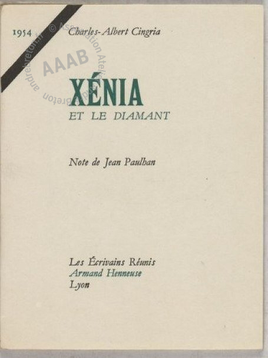 1954
Charles-Albert Cingria
XÉNIA
ET LE DIAMANT
Note de Jean Paulhan
Les Écrivains Réunis
Armand Henneuse
Lyon
AAAB